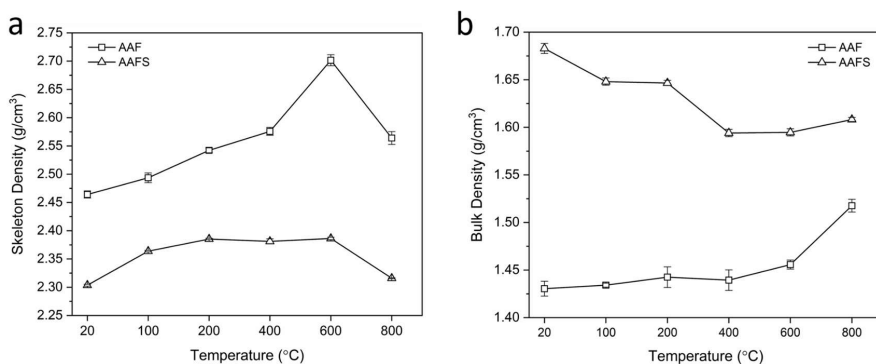 a
AAF
AAFS
Skeleton Density (g/cm³)
2.75
2.70
2.65
2.60
2.55
2.50
2.45
2.40
2.35
2.30
2.25
20 100 200 400 600 800
Temperature (°C)
b
AAF
AAFS
Bulk Density (g/cm³)
1.70
1.65
1.60
1.55
1.50
1.45
1.40
20 100 200 400 600 800
Temperature (°C)